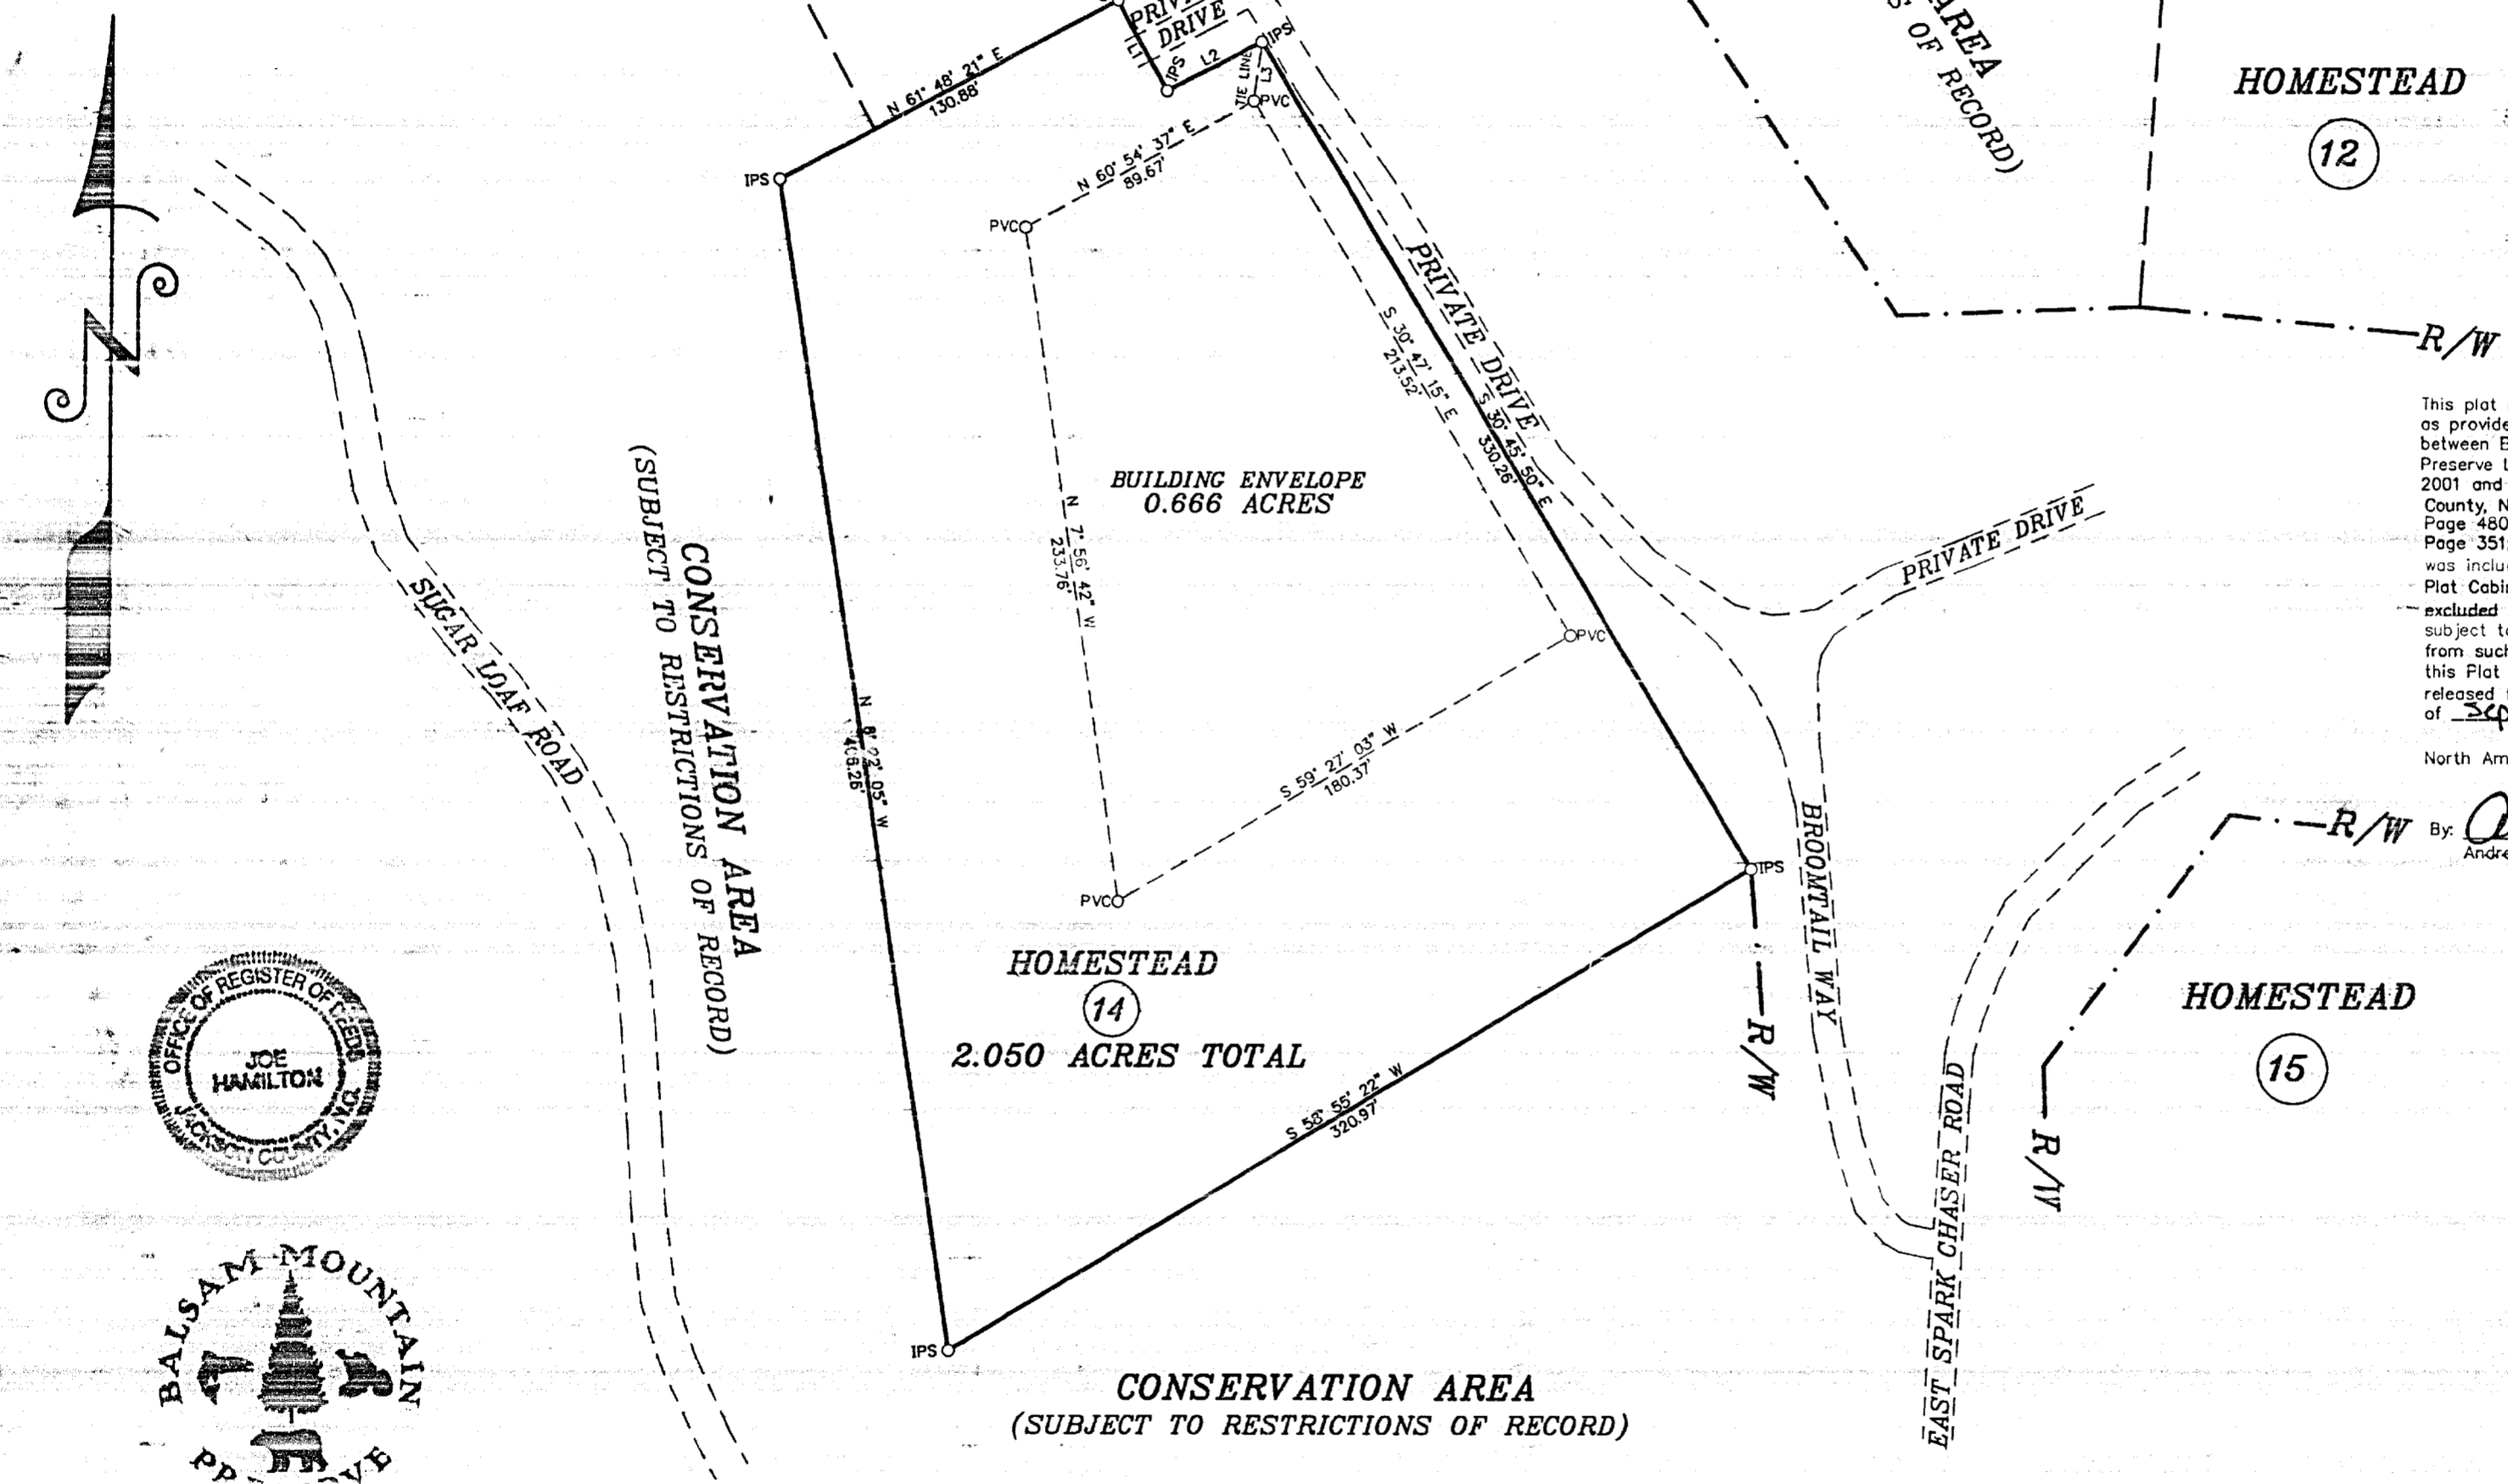 PRIVATE
DRIVE
L1
L2
IPS
IPS
TIE LINE
L3
PVC
N 61° 48' 21" E
130.88'
IPS
N 60° 54' 37" E
89.67'
PVC
AREA
OF RECORD)
HOMESTEAD
12
R/W
N
PRIVATE DRIVE
S 30° 47' 15" E
213.52'
S 30° 45' 50" E
330.26'
BUILDING ENVELOPE
0.666 ACRES
N 7° 56' 42" W
233.76'
PVC
S 59° 27' 03" W
180.37'
PVC
N 8° 02' 05" W
SUGAR LOAF ROAD
CONSERVATION AREA
(SUBJECT TO RESTRICTIONS OF RECORD)
PRIVATE DRIVE
BROOMTAIL WAY
IPS
R/W
This plat
as provide
between
Preserve
2001 and
County, N
Page 480
Page 351
was inclu
Plat Cabin
excluded
subject to
from such
this Plat
released
of Sep
North Am
By:
Andre
R/W
HOMESTEAD
14
2.050 ACRES TOTAL
S 58° 55' 22" W
320.97'
HOMESTEAD
15
R/W
EAST SPARK CHASER ROAD
IPS
CONSERVATION AREA
(SUBJECT TO RESTRICTIONS OF RECORD)
OFFICE OF REGISTER OF DEEDS
JOE
HAMILTON
JACKSON COUNTY, N.C.
BALSAM MOUNTAIN